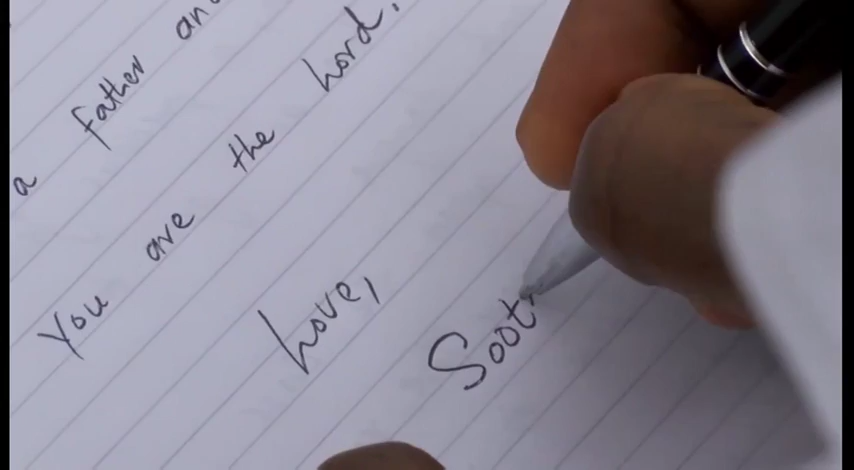 a father and
You are the Lord.
Love,
Soot